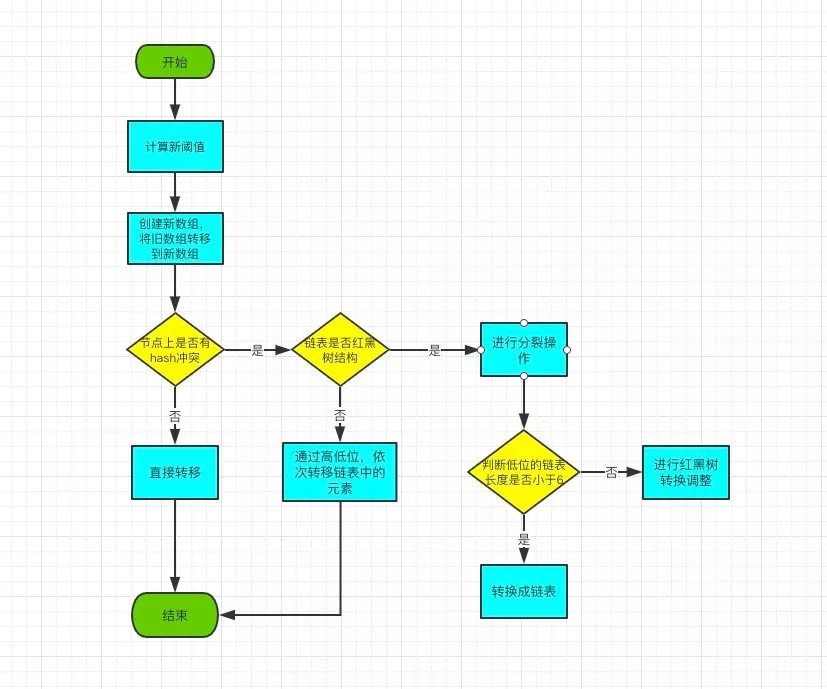 开始
计算新阈值
创建新数组，
将旧数组转移
到新数组
节点上是否有
hash冲突
是
链表是否红黑
树结构
是
进行分裂操
作
否
否
直接转移
通过高低位，依
次转移链表中的
元素
判断低位的链表
长度是否小于6
否
进行红黑树
转换调整
是
转换成链表
结束